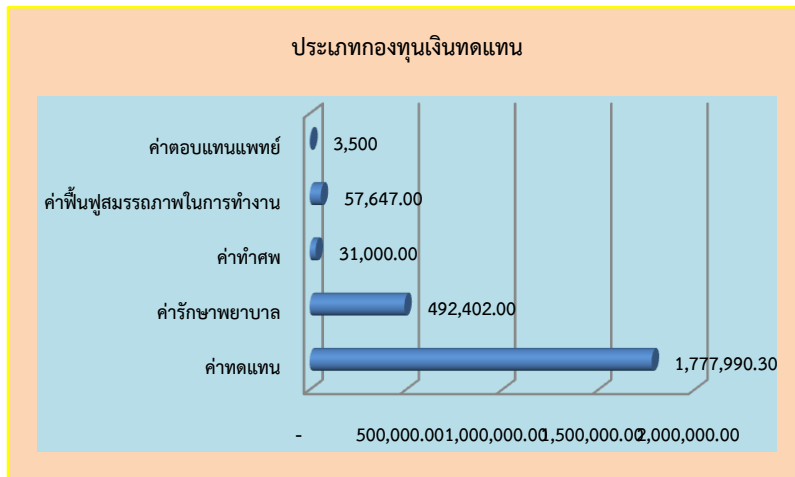 ประเภทกองทุนเงินทดแทน
ค่าตอบแทนแพทย์ 3,500
ค่าฟื้นฟูสมรรถภาพในการทำงาน 57,647.00
ค่าทำศพ 31,000.00
ค่ารักษาพยาบาล 492,402.00
ค่าทดแทน 1,777,990.30
- 500,000.00 1,000,000.00 1,500,000.00 2,000,000.00